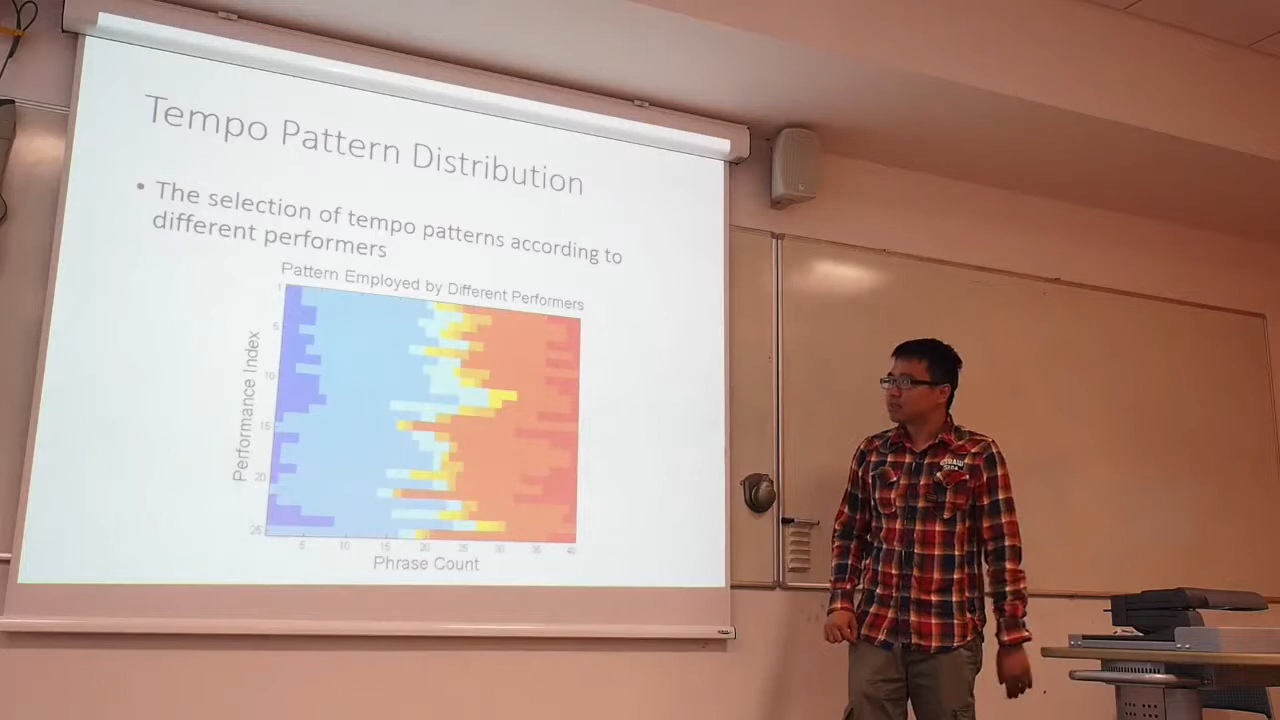 Tempo Pattern Distribution
• The selection of tempo patterns according to
different performers
Pattern Employed by Different Performers
1
5
10
15
20
25
Performance Index
5 10 15 20 25 30 35 40
Phrase Count